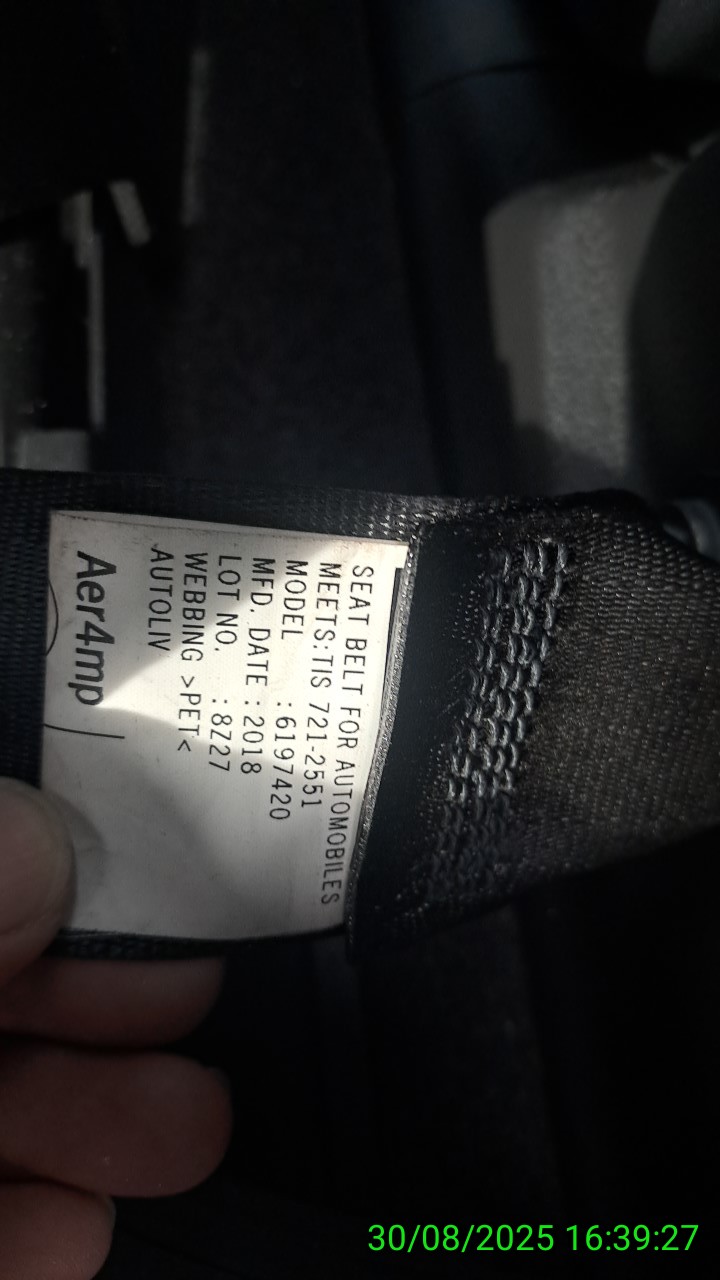 SEAT BELT FOR AUTOMOBILES
MEETS:TIS 721-2551
MODEL :6197420
MFD. DATE :2018
LOT NO. :8Z27
WEBBING >PET<
AUTOLIV
Aer4mp
30/08/2025 16:39:27